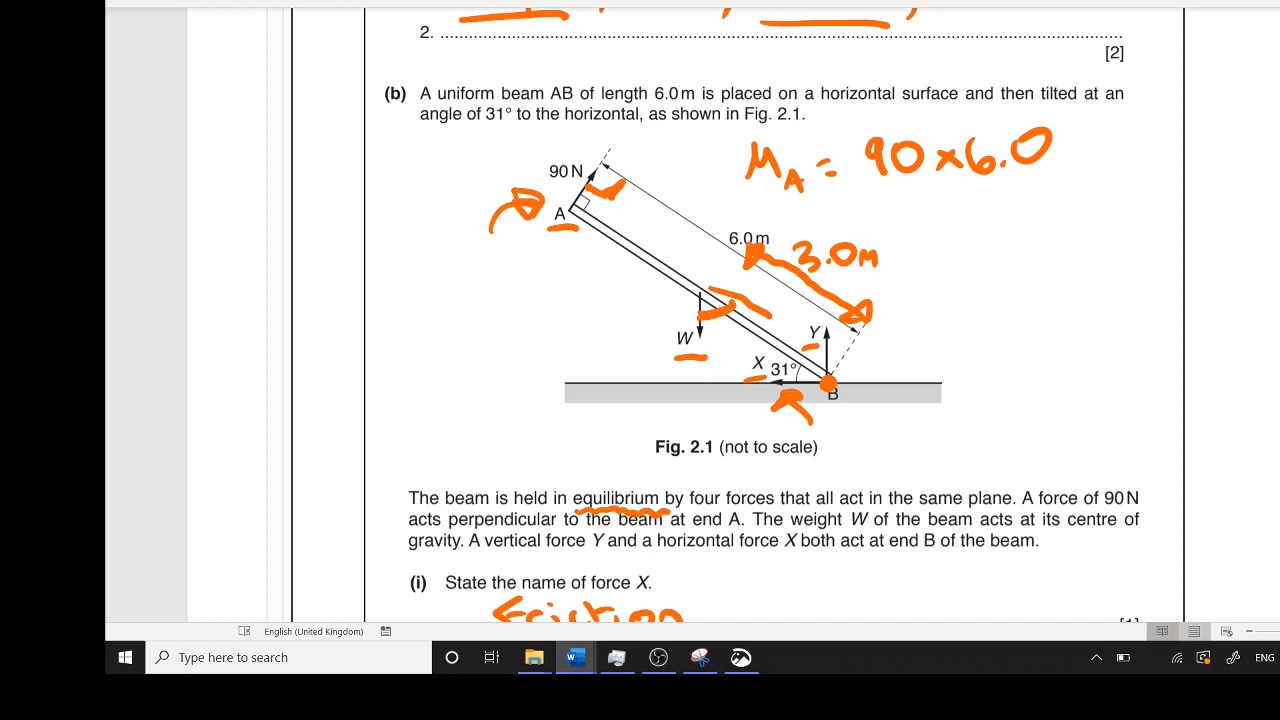 2. ........................................................................................................................................
[2]
(b) A uniform beam AB of length 6.0m is placed on a horizontal surface and then tilted at an
angle of 31° to the horizontal, as shown in Fig. 2.1.
M_A = 90 × 6.0
90N
A
6.0m
3.0m
W
Y
X
31°
B
Fig. 2.1 (not to scale)
The beam is held in equilibrium by four forces that all act in the same plane. A force of 90N
acts perpendicular to the beam at end A. The weight W of the beam acts at its centre of
gravity. A vertical force Y and a horizontal force X both act at end B of the beam.
(i) State the name of force X.
friction
English (United Kingdom)
Type here to search
ENG